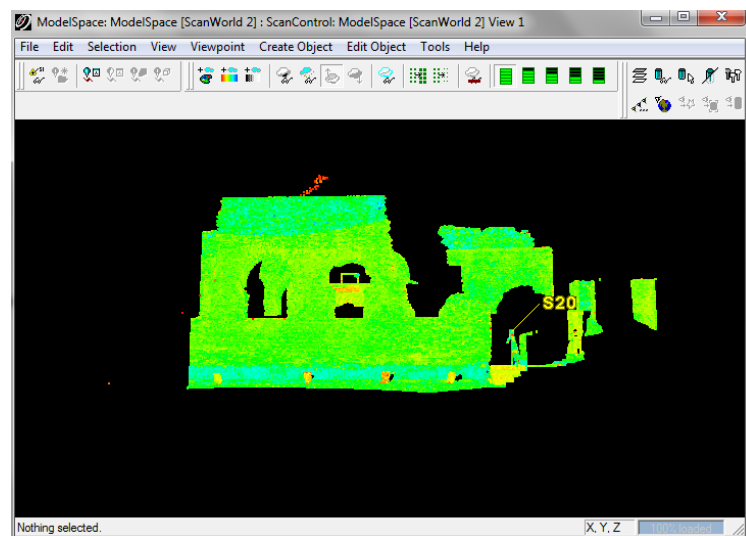 ModelSpace: ModelSpace [ScanWorld 2] : ScanControl: ModelSpace [ScanWorld 2] View 1
File Edit Selection View Viewpoint Create Object Edit Object Tools Help
S20
Nothing selected. X, Y, Z 100% loaded